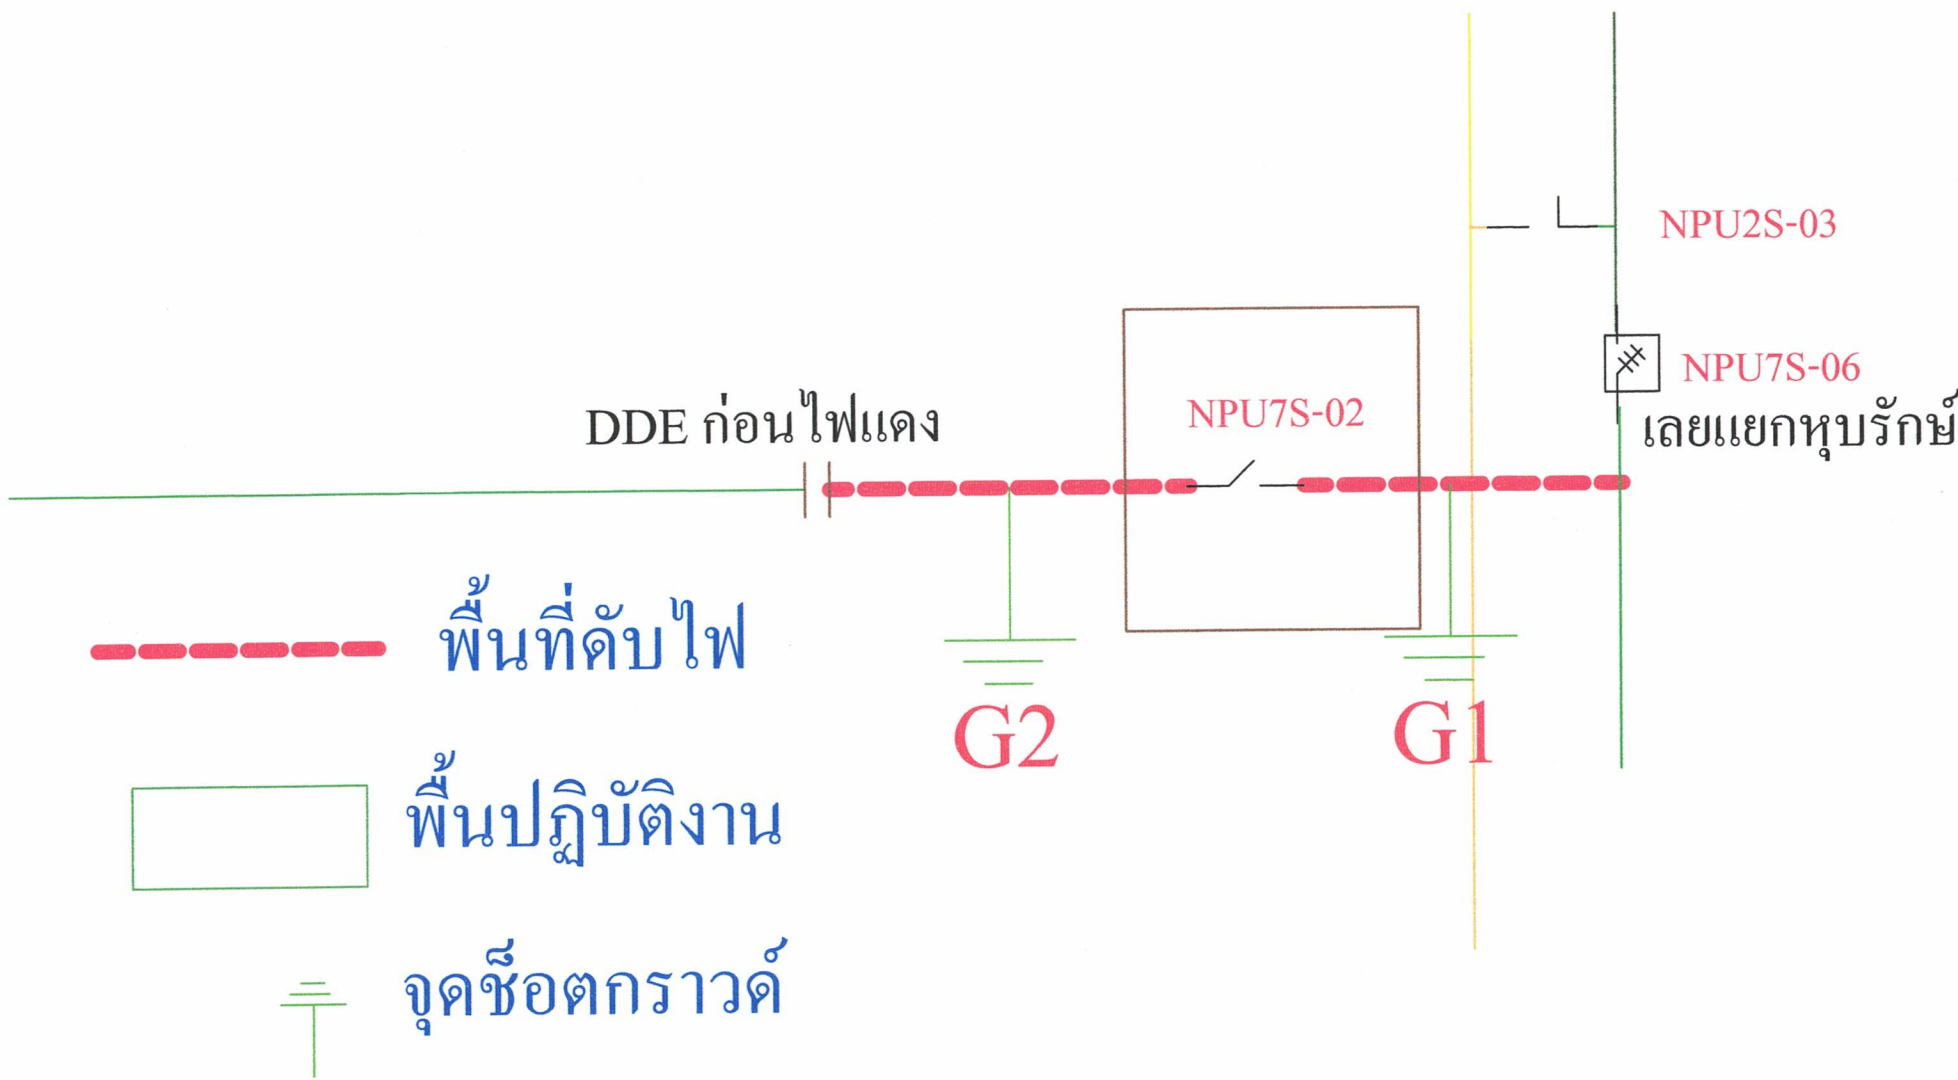 NPU2S-03
NPU7S-06
เลยแยกหุบรักษ์
NPU7S-02
DDE ก่อนไฟแดง
G2
G1
พื้นที่ดับไฟ
พื้นปฏิบัติงาน
จุดช็อตกราวด์